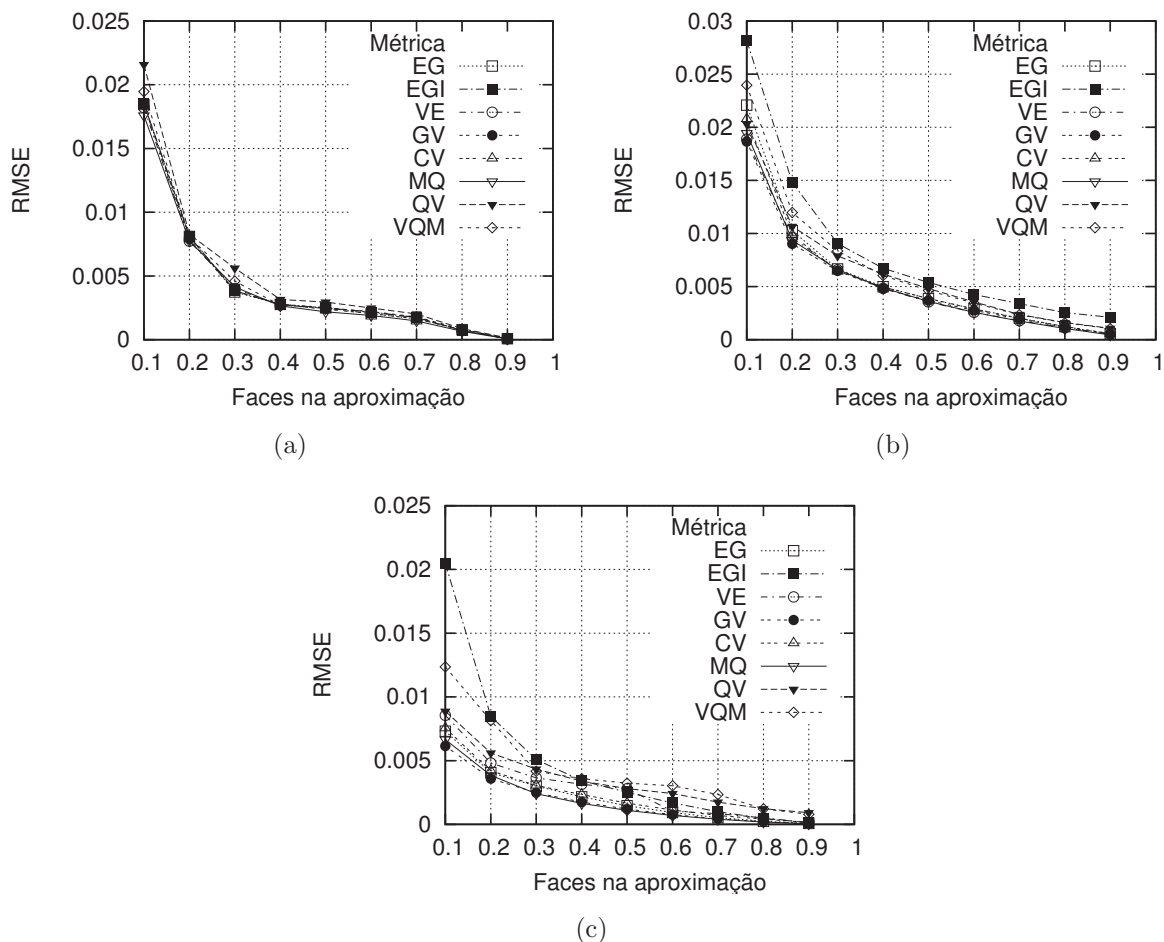 0.025
0.02
0.015
0.01
0.005
0
RMSE
0.1 0.2 0.3 0.4 0.5 0.6 0.7 0.8 0.9 1
Faces na aproximação
Métrica
EG
EGI
VE
GV
CV
MQ
QV
VQM
(a)
0.03
0.025
0.02
0.015
0.01
0.005
0
RMSE
0.1 0.2 0.3 0.4 0.5 0.6 0.7 0.8 0.9 1
Faces na aproximação
Métrica
EG
EGI
VE
GV
CV
MQ
QV
VQM
(b)
0.025
0.02
0.015
0.01
0.005
0
RMSE
0.1 0.2 0.3 0.4 0.5 0.6 0.7 0.8 0.9 1
Faces na aproximação
Métrica
EG
EGI
VE
GV
CV
MQ
QV
VQM
(c)